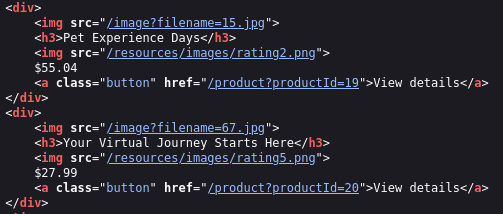 <div>
<img src="/image?filename=15.jpg">
<h3>Pet Experience Days</h3>
<img src="/resources/images/rating2.png">
$55.04
<a class="button" href="/product?productId=19">View details</a>
</div>
<div>
<img src="/image?filename=67.jpg">
<h3>Your Virtual Journey Starts Here</h3>
<img src="/resources/images/rating5.png">
$27.99
<a class="button" href="/product?productId=20">View details</a>
</div>